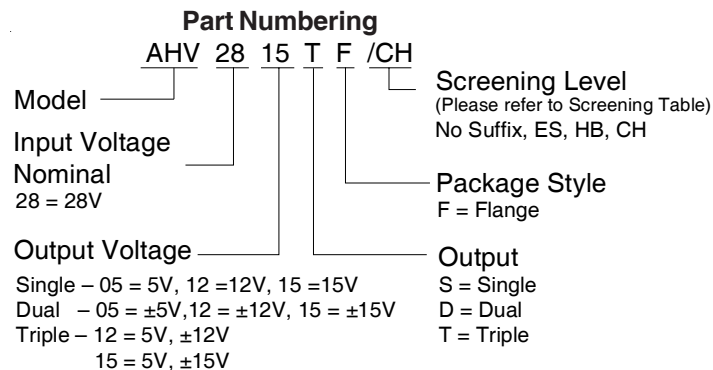 Part Numbering
AHV 28 15 T F /CH
Model
Input Voltage
Nominal
28 = 28V
Output Voltage
Single – 05 = 5V, 12 =12V, 15 =15V
Dual – 05 = ±5V,12 = ±12V, 15 = ±15V
Triple – 12 = 5V, ±12V
15 = 5V, ±15V
Screening Level
(Please refer to Screening Table)
No Suffix, ES, HB, CH
Package Style
F = Flange
Output
S = Single
D = Dual
T = Triple